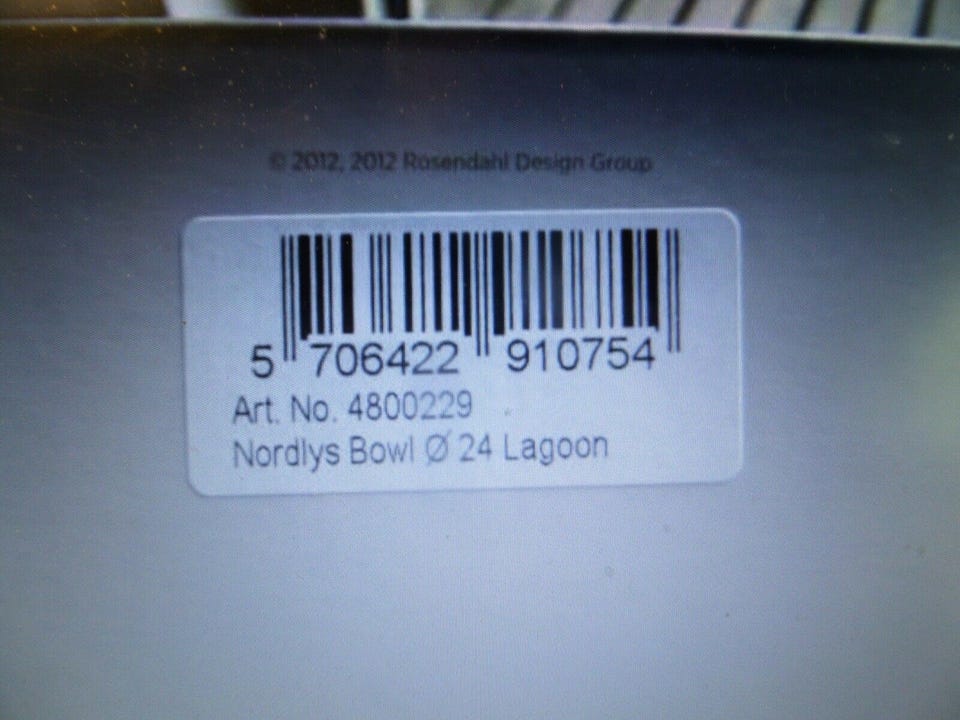 © 2012, 2012 Rosendahl Design Group
5 706422 910754
Art. No. 4800229
Nordlys Bowl Ø 24 Lagoon